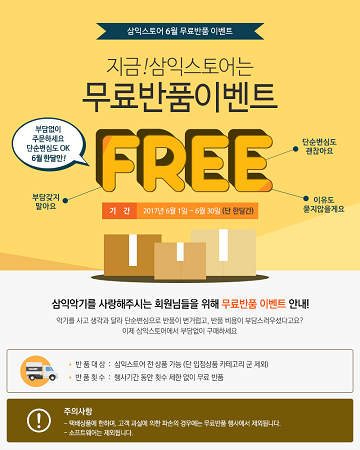 삼익스토어 6월 무료반품 이벤트
지금!삼익스토어는
무료반품이벤트
부담없이
주문하세요
단순변심도 OK
6월 한달만!
FREE
단순변심도
괜찮아요
부담갖지
말아요
이유도
묻지않을게요
기 간 2017년 6월 1일 ~ 6월 30일 (단 한달간)
삼익악기를 사랑해주시는 회원님들을 위해 무료반품 이벤트 안내!
악기를 사고 생각과 달라 단순변심으로 반품이 번거롭고, 반품 비용이 부담스러우셨다고요?
이제 삼익스토어에서 부담없이 구매하세요
• 반 품 대 상 : 삼익스토어 전 상품 가능 (단 입점상품 카테고리 군 제외)
• 반 품 횟 수 : 행사기간 동안 횟수 제한 없이 무료 반품
주의사항
- 택배상품에 한하며, 고객 과실에 의한 파손의 경우에는 무료반품 행사에서 제외됩니다.
- 소프트웨어는 제외됩니다.